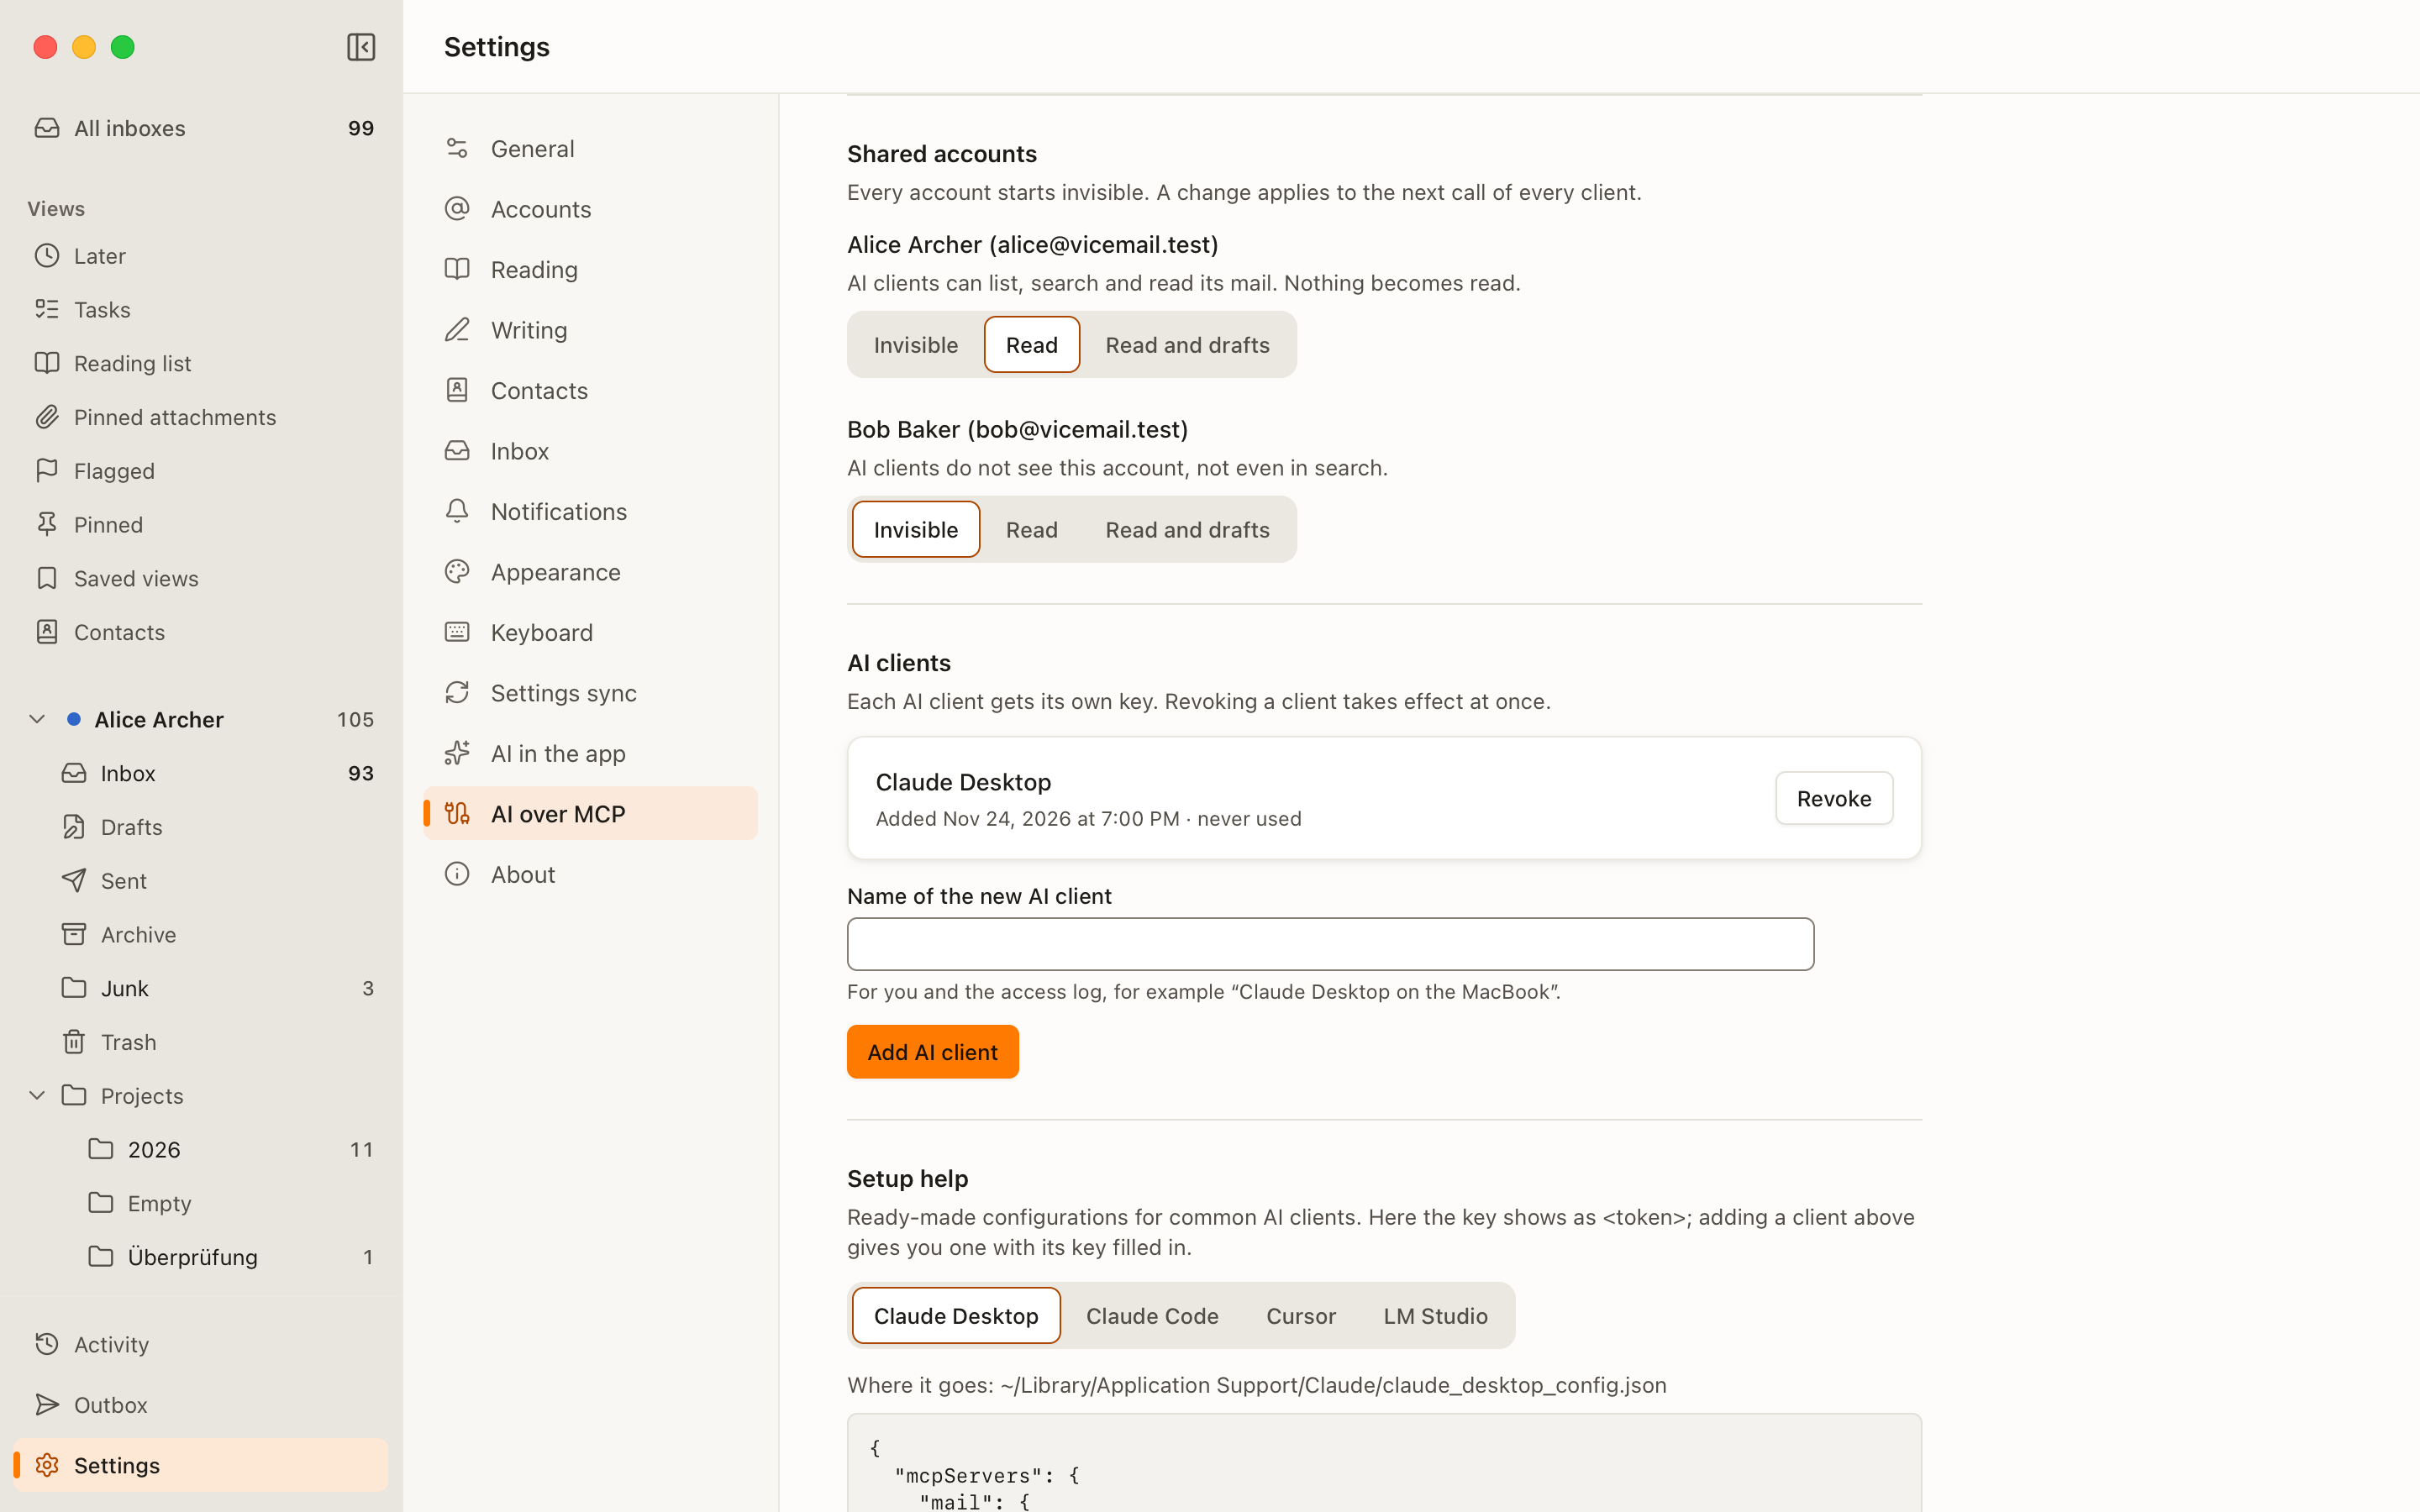 Settings
All inboxes 99
Views
Later
Tasks
Reading list
Pinned attachments
Flagged
Pinned
Saved views
Contacts
Alice Archer 105
Inbox 93
Drafts
Sent
Archive
Junk 3
Trash
Projects
2026 11
Empty
Überprüfung 1
Activity
Outbox
Settings
General
Accounts
Reading
Writing
Contacts
Inbox
Notifications
Appearance
Keyboard
Settings sync
AI in the app
AI over MCP
About
Shared accounts
Every account starts invisible. A change applies to the next call of every client.
Alice Archer (alice@vicemail.test)
AI clients can list, search and read its mail. Nothing becomes read.
Invisible Read Read and drafts
Bob Baker (bob@vicemail.test)
AI clients do not see this account, not even in search.
Invisible Read Read and drafts
AI clients
Each AI client gets its own key. Revoking a client takes effect at once.
Claude Desktop
Added Nov 24, 2026 at 7:00 PM · never used
Revoke
Name of the new AI client
For you and the access log, for example “Claude Desktop on the MacBook”.
Add AI client
Setup help
Ready-made configurations for common AI clients. Here the key shows as <token>; adding a client above
gives you one with its key filled in.
Claude Desktop Claude Code Cursor LM Studio
Where it goes: ~/Library/Application Support/Claude/claude_desktop_config.json
{
"mcpServers": {
"mail": {